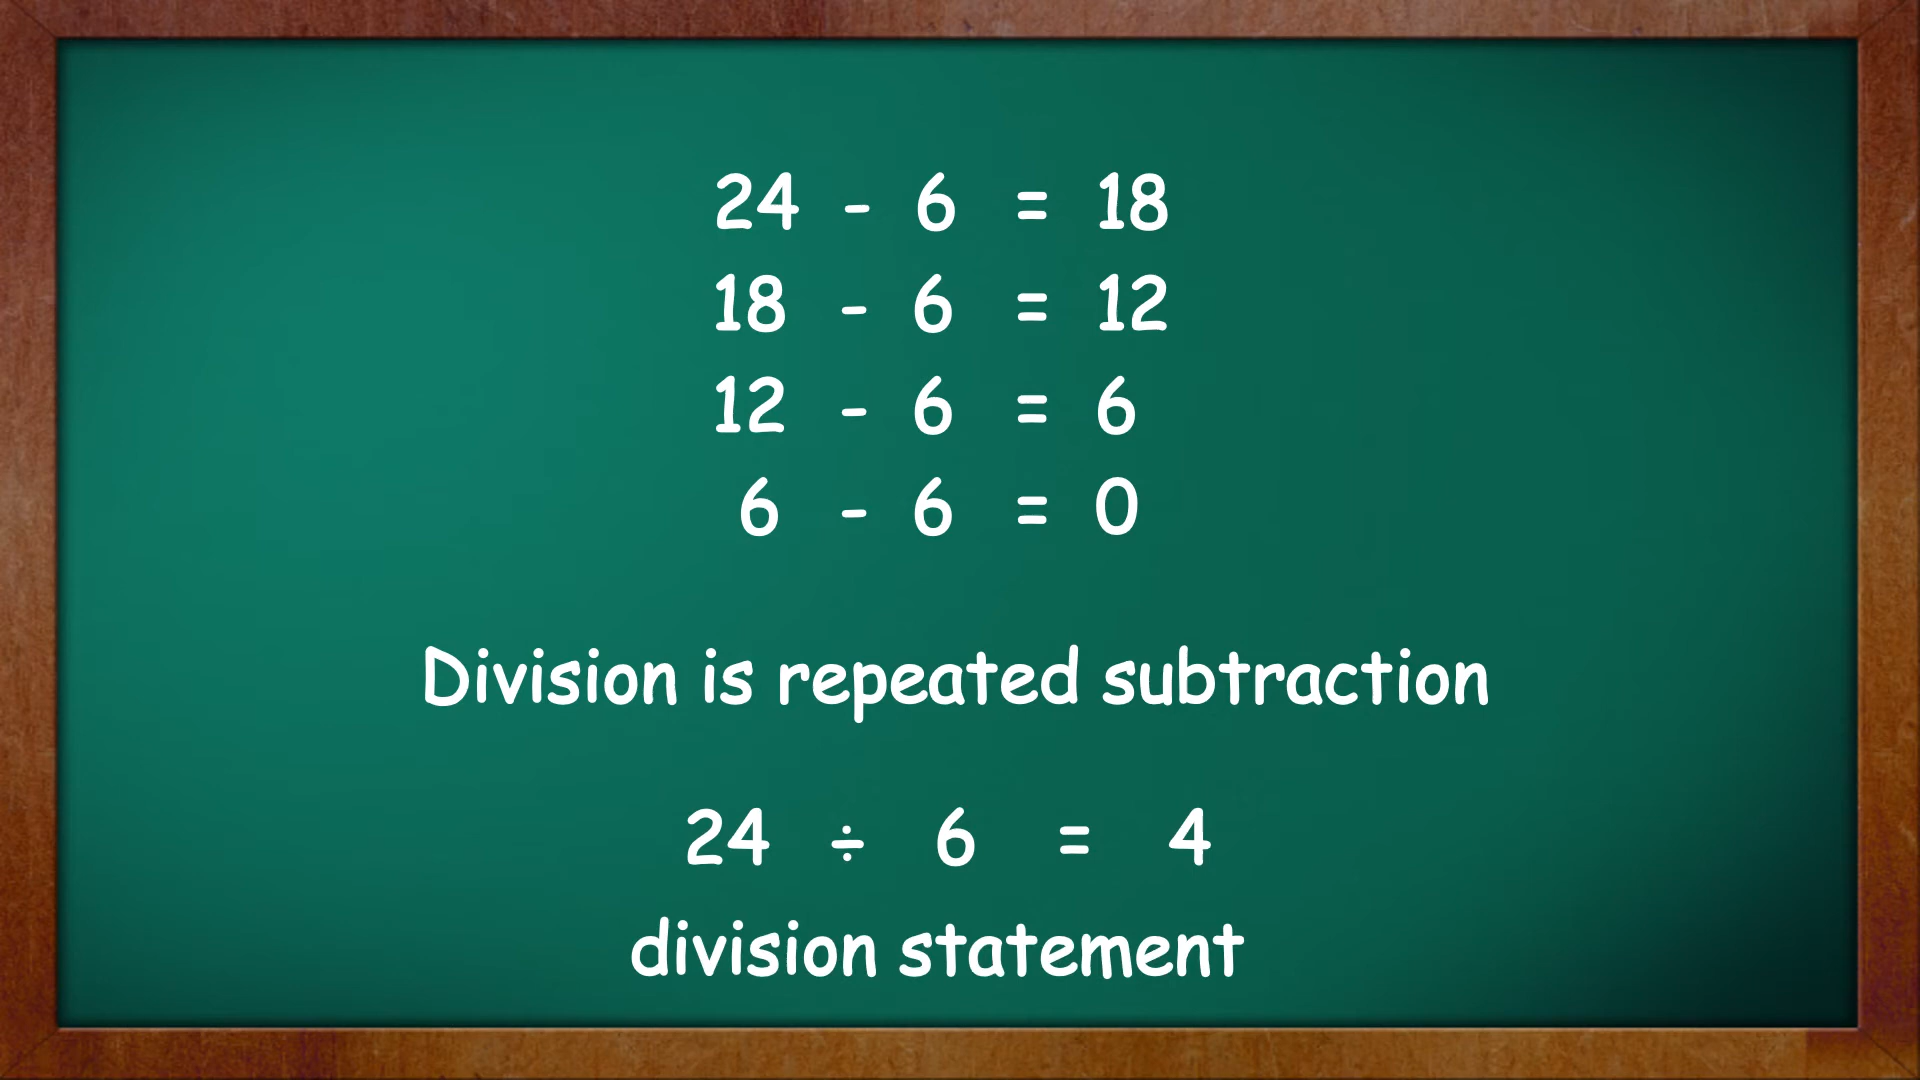 24 - 6 = 18
18 - 6 = 12
12 - 6 = 6
6 - 6 = 0
Division is repeated subtraction
24 ÷ 6 = 4
division statement